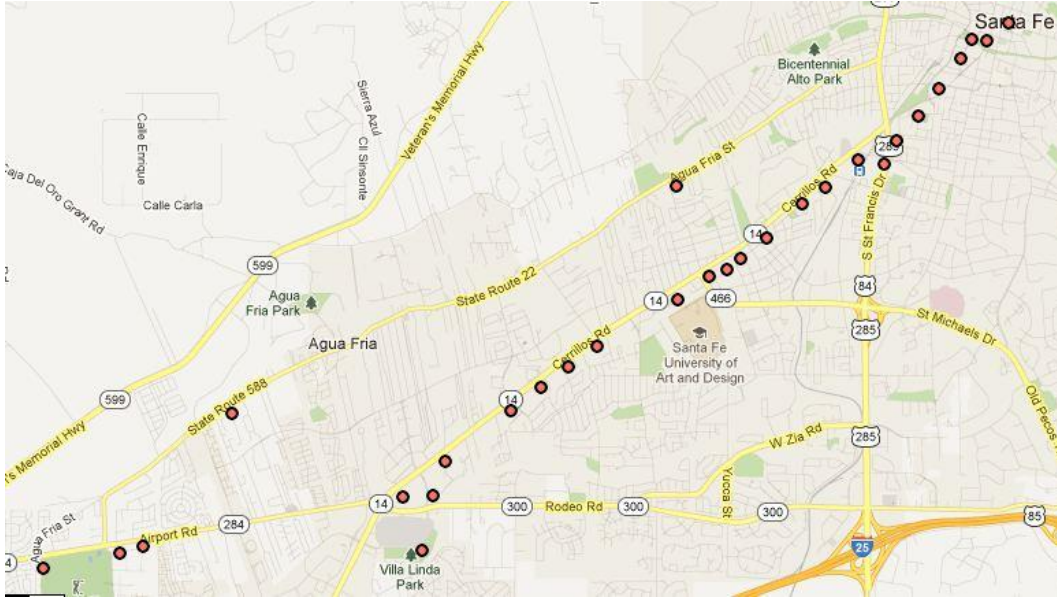 Santa Fe
Bicentennial
Alto Park
Veteran's Memorial Hwy
Sierra Azul
Cll Sinsonte
Calle Enrique
Calle Carla
Caja Del Oro Grant Rd
Agua Fria St
Cerrillos Rd
285
S St Francis Dr
14
599
State Route 22
Agua
Fria Park
14
466
84
285
St Michaels Dr
Agua Fria
Cerrillos Rd
Santa Fe
University of
Art and Design
599
State Route 588
14
Old Pecos
's Memorial Hwy
W Zia Rd
285
Yucca St
14
300
Rodeo Rd
300
300
85
Agua Fria St
Airport Rd
284
25
Villa Linda
Park